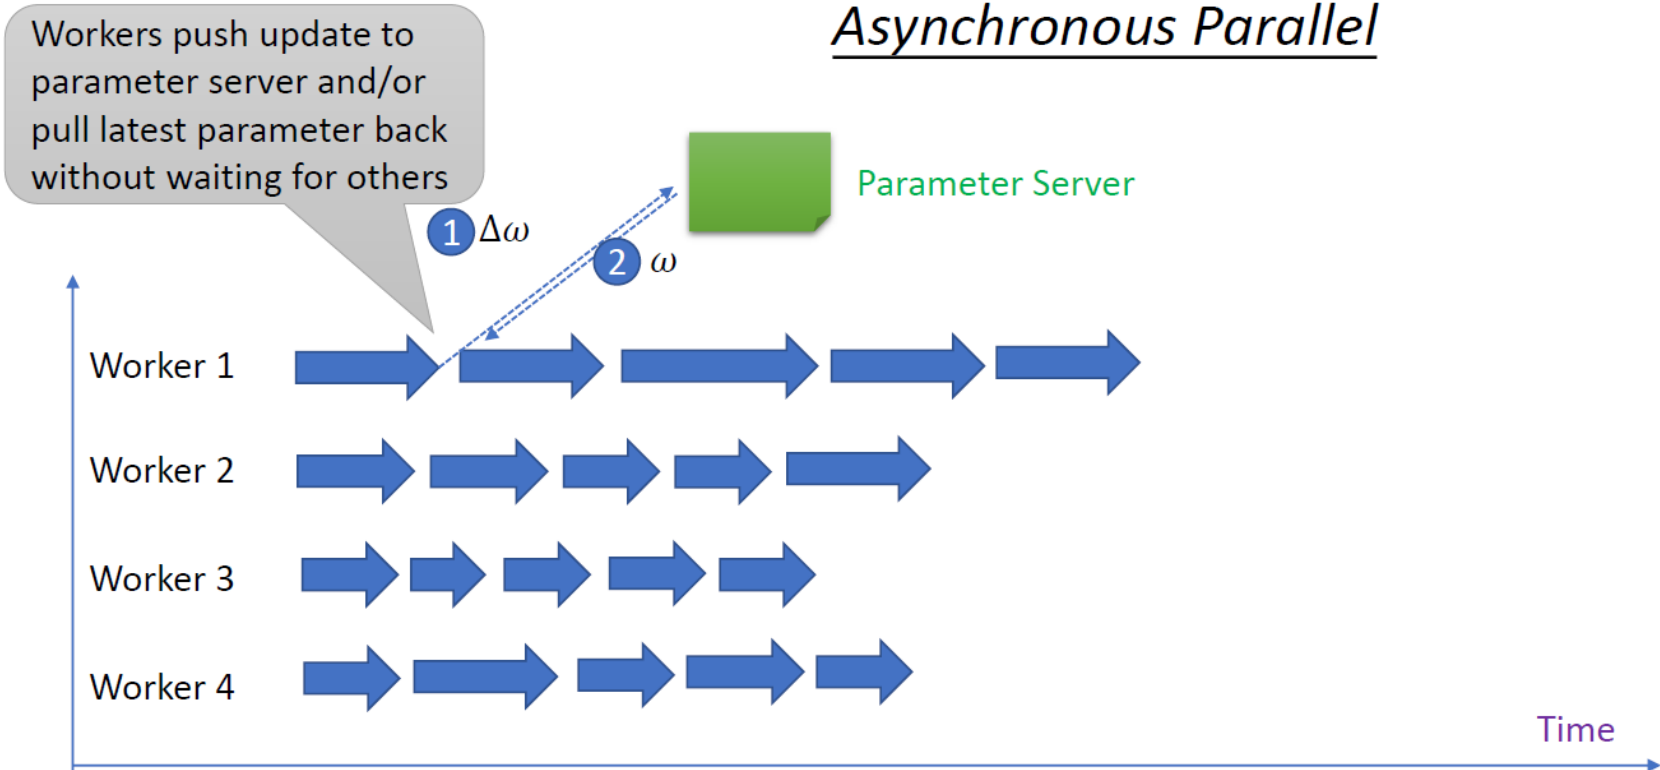 Asynchronous Parallel
Workers push update to
parameter server and/or
pull latest parameter back
without waiting for others
Parameter Server
1 Δω
2 ω
Worker 1
Worker 2
Worker 3
Worker 4
Time